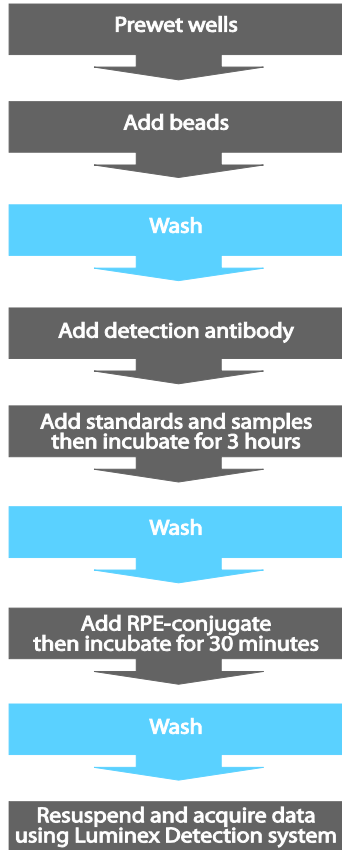 Prewet wells
Add beads
Wash
Add detection antibody
Add standards and samples
then incubate for 3 hours
Wash
Add RPE-conjugate
then incubate for 30 minutes
Wash
Resuspend and acquire data
using Luminex Detection system